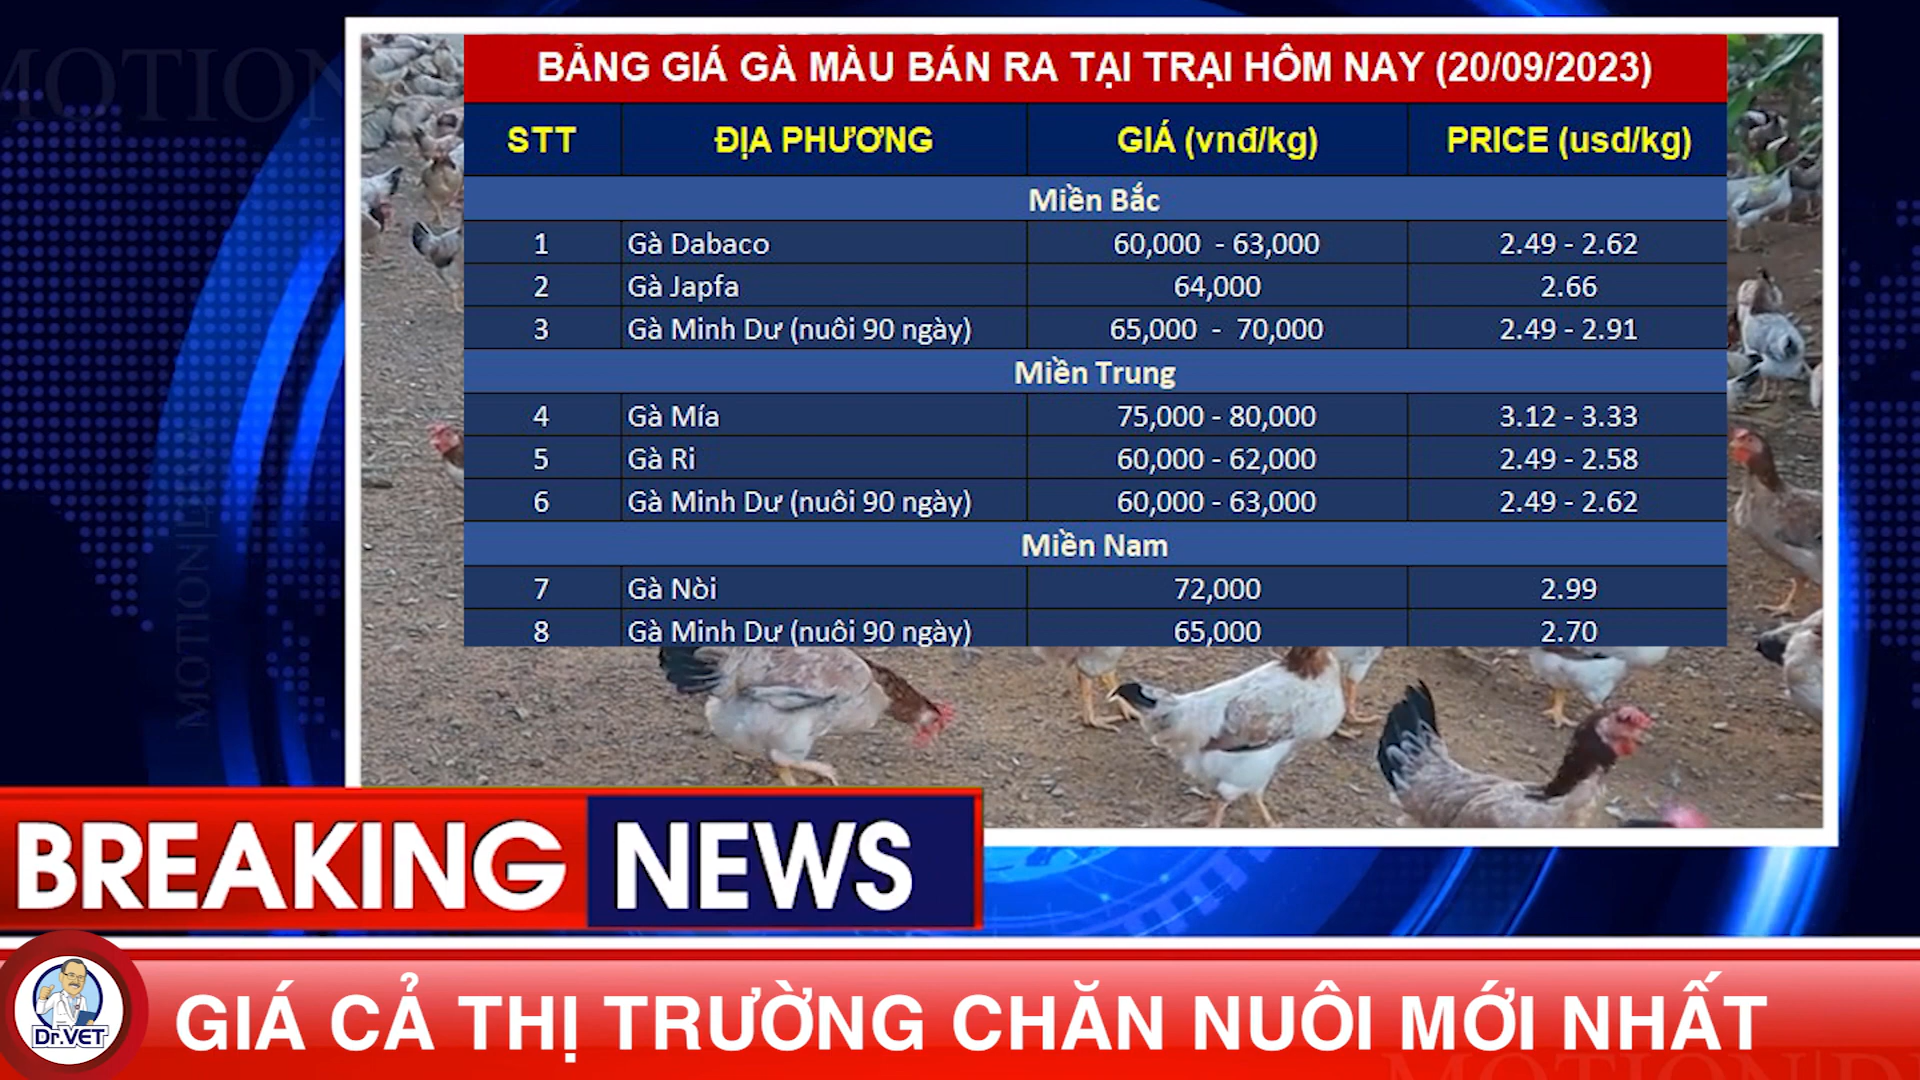 BẢNG GIÁ GÀ MÀU BÁN RA TẠI TRẠI HÔM NAY (20/09/2023)
STT ĐỊA PHƯƠNG GIÁ (vnđ/kg) PRICE (usd/kg)
Miền Bắc
1 Gà Dabaco 60,000 - 63,000 2.49 - 2.62
2 Gà Japfa 64,000 2.66
3 Gà Minh Dư (nuôi 90 ngày) 65,000 - 70,000 2.49 - 2.91
Miền Trung
4 Gà Mía 75,000 - 80,000 3.12 - 3.33
5 Gà Ri 60,000 - 62,000 2.49 - 2.58
6 Gà Minh Dư (nuôi 90 ngày) 60,000 - 63,000 2.49 - 2.62
Miền Nam
7 Gà Nòi 72,000 2.99
8 Gà Minh Dư (nuôi 90 ngày) 65,000 2.70
BREAKING NEWS
Dr.VET
GIÁ CẢ THỊ TRƯỜNG CHĂN NUÔI MỚI NHẤT
MOTION